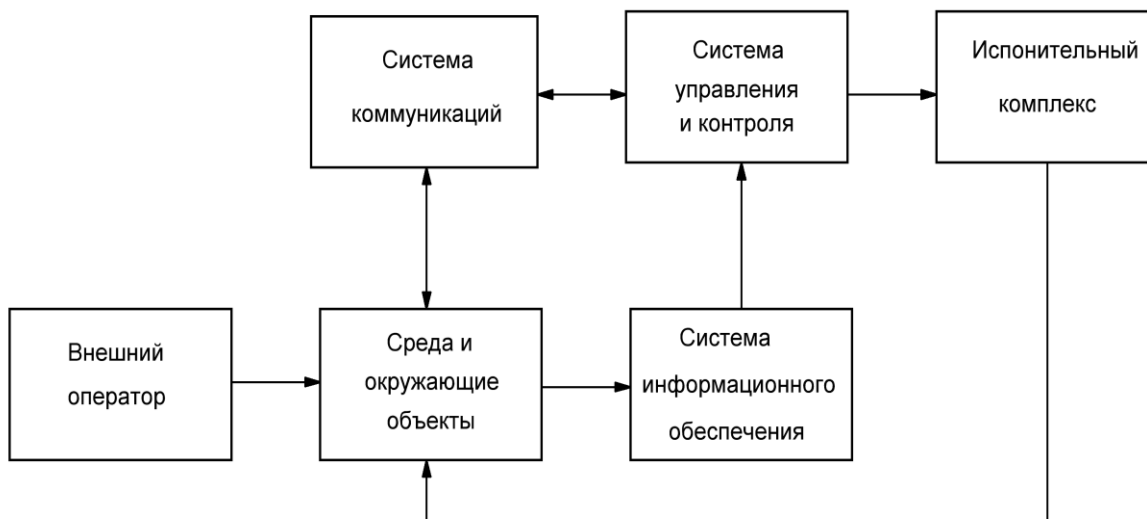 Система
коммуникаций
Система
управления
и контроля
Испонительный
комплекс
Внешний
оператор
Среда и
окружающие
объекты
Система
информационного
обеспечения